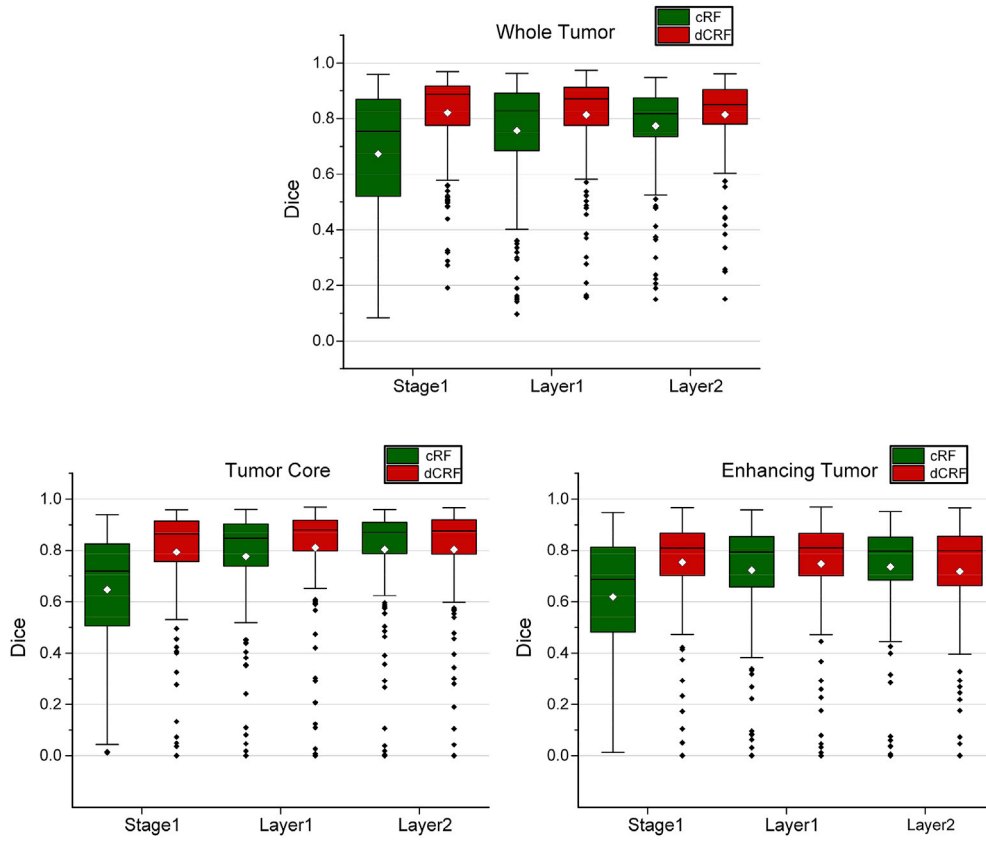 Whole Tumor
cRF
dCRF
1.0
0.8
0.6
0.4
0.2
0.0
Dice
Stage1 Layer1 Layer2
Tumor Core
cRF
dCRF
1.0
0.8
0.6
0.4
0.2
0.0
Dice
Stage1 Layer1 Layer2
Enhancing Tumor
cRF
dCRF
1.0
0.8
0.6
0.4
0.2
0.0
Dice
Stage1 Layer1 Layer2